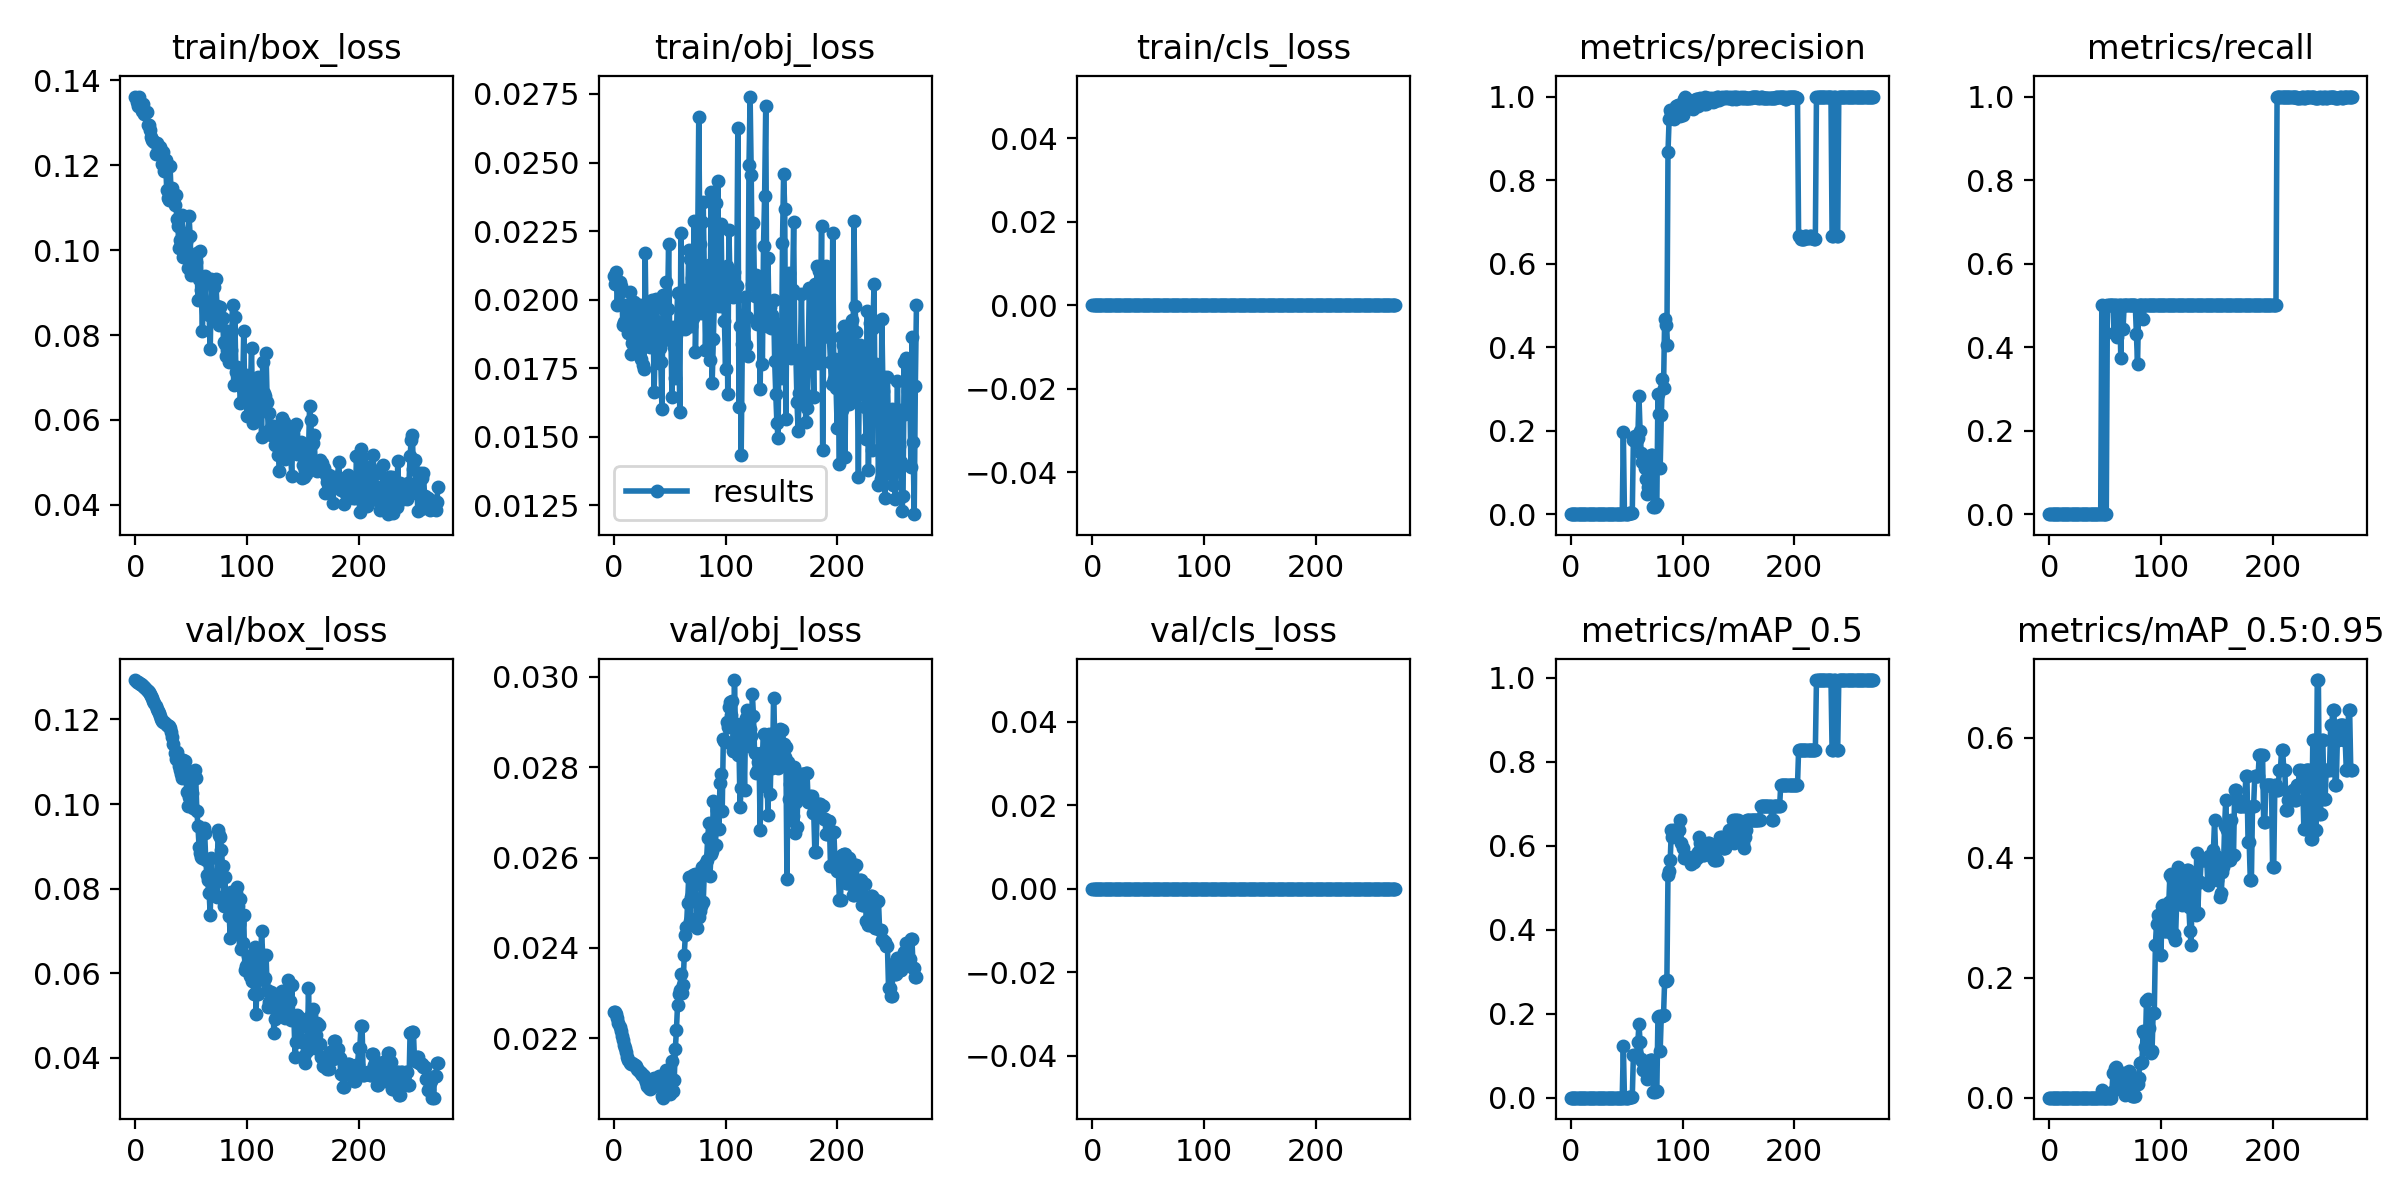 train/box_loss
0.14
0.12
0.10
0.08
0.06
0.04
0 100 200
train/obj_loss
0.0275
0.0250
0.0225
0.0200
0.0175
0.0150
0.0125
results
0 100 200
train/cls_loss
0.04
0.02
0.00
−0.02
−0.04
0 100 200
metrics/precision
1.0
0.8
0.6
0.4
0.2
0.0
0 100 200
metrics/recall
1.0
0.8
0.6
0.4
0.2
0.0
0 100 200
val/box_loss
0.12
0.10
0.08
0.06
0.04
0 100 200
val/obj_loss
0.030
0.028
0.026
0.024
0.022
0 100 200
val/cls_loss
0.04
0.02
0.00
−0.02
−0.04
0 100 200
metrics/mAP_0.5
1.0
0.8
0.6
0.4
0.2
0.0
0 100 200
metrics/mAP_0.5:0.95
0.6
0.4
0.2
0.0
0 100 200